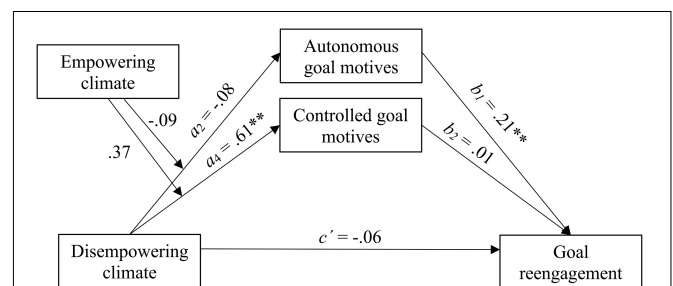 Autonomous
goal motives
Empowering
climate
-.09
a2 = -.08
b1 = .21**
Controlled goal
motives
.37
a4 = .61**
b2 = .01
c´ = -.06
Disempowering
climate
Goal
reengagement